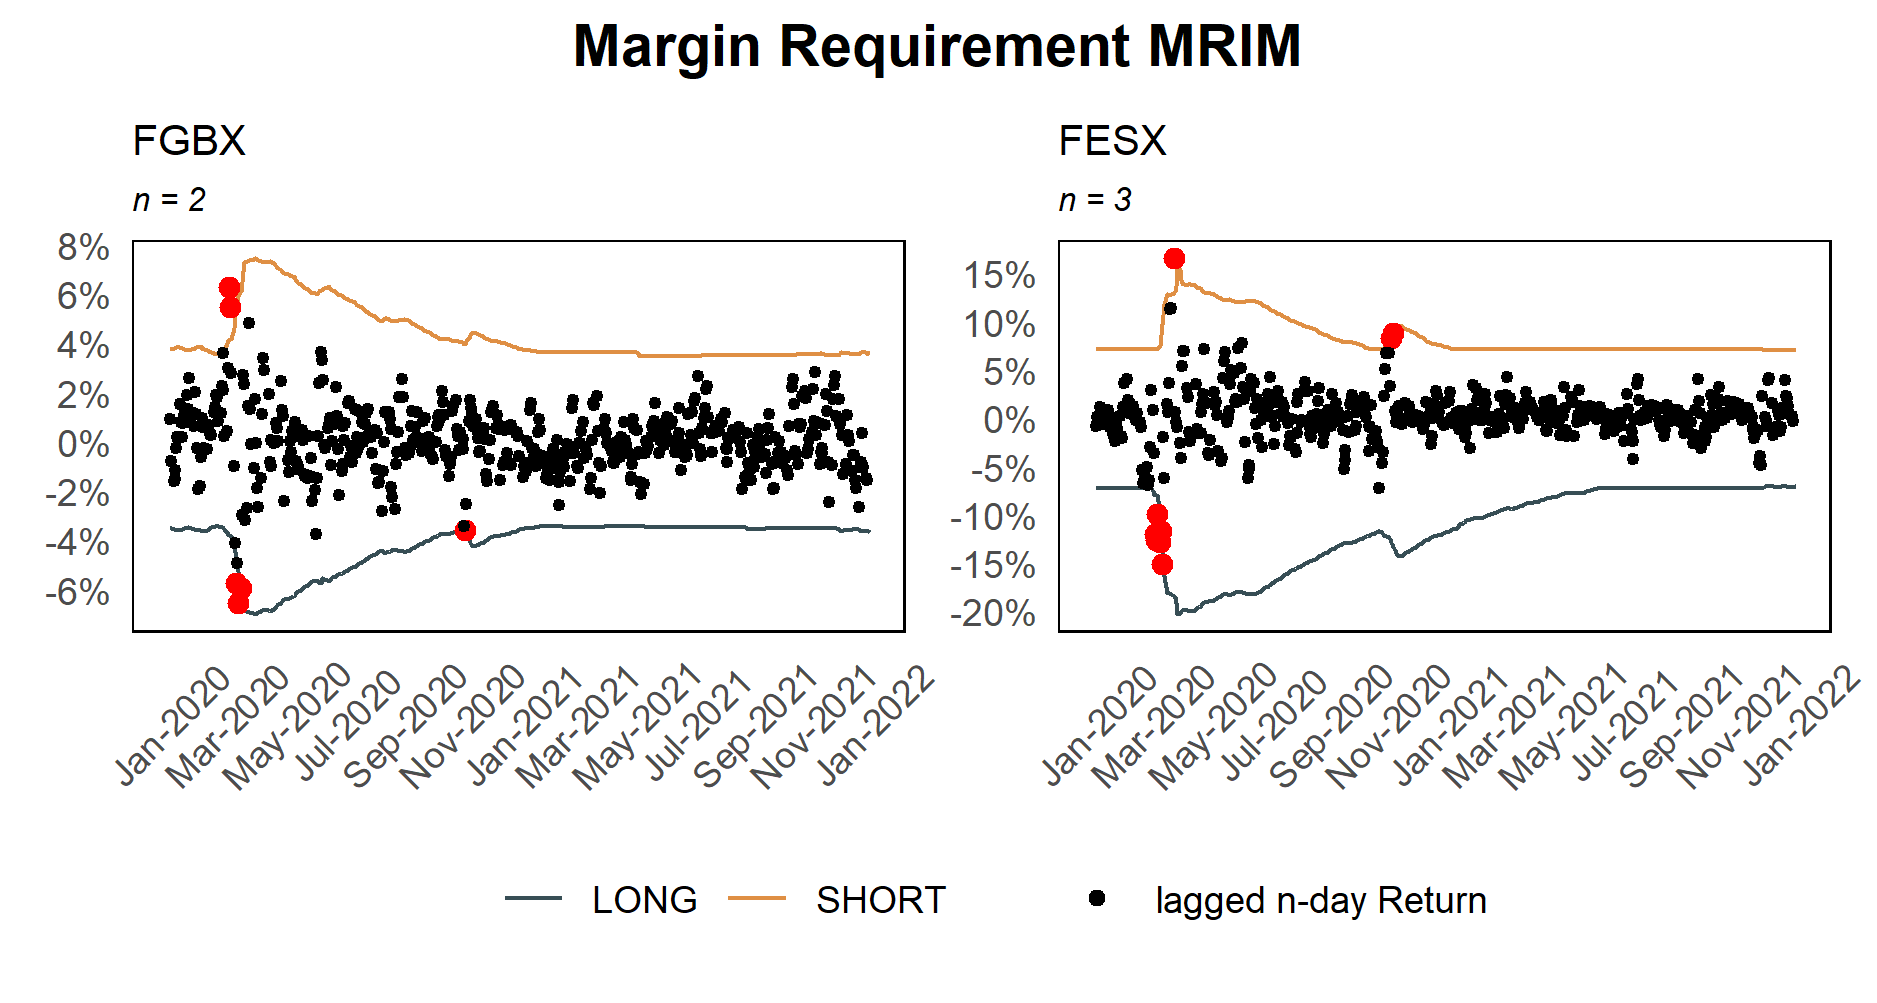 Margin Requirement MRIM
FGBX
n = 2
8%
6%
4%
2%
0%
-2%
-4%
-6%
Jan-2020
Mar-2020
May-2020
Jul-2020
Sep-2020
Nov-2020
Jan-2021
Mar-2021
May-2021
Jul-2021
Sep-2021
Nov-2021
Jan-2022
FESX
n = 3
15%
10%
5%
0%
-5%
-10%
-15%
-20%
Jan-2020
Mar-2020
May-2020
Jul-2020
Sep-2020
Nov-2020
Jan-2021
Mar-2021
May-2021
Jul-2021
Sep-2021
Nov-2021
Jan-2022
LONG SHORT lagged n-day Return